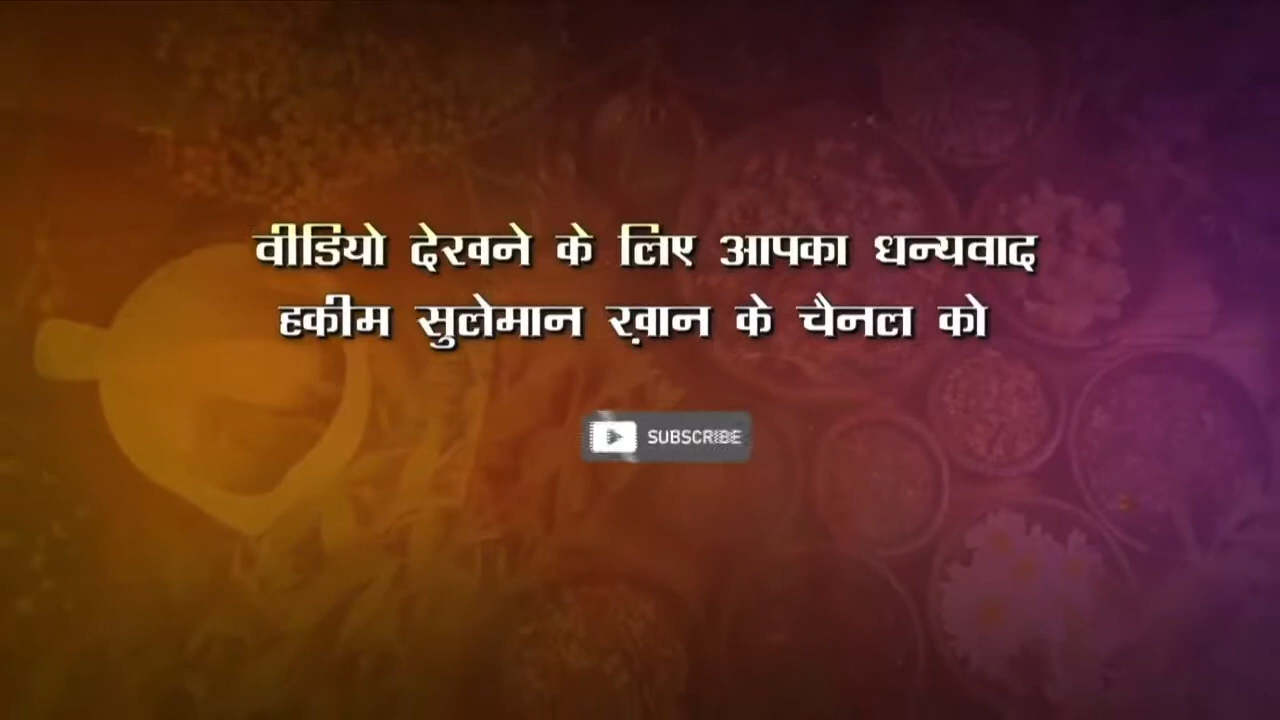 वीडियो देखने के लिए आपका धन्यवाद
हकीम सुलेमान ख़ान के चैनल को
SUBSCRIBE